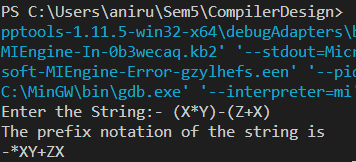 PS C:\Users\aniru\Sem5\CompilerDesign>
pptools-1.11.5-win32-x64\debugAdapters\b
MIEngine-In-0b3wecaq.kb2' '--stdout=Micr
soft-MIEngine-Error-gzylhefs.een' '--pid
C:\MinGW\bin\gdb.exe' '--interpreter=mi
Enter the String:- (X*Y)-(Z+X)
The prefix notation of the string is
-*XY+ZX